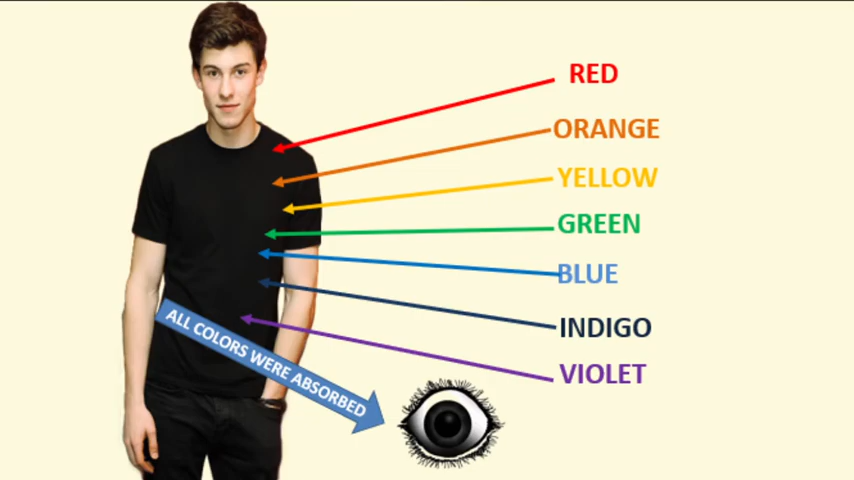 RED
ORANGE
YELLOW
GREEN
BLUE
INDIGO
VIOLET
ALL COLORS WERE ABSORBED